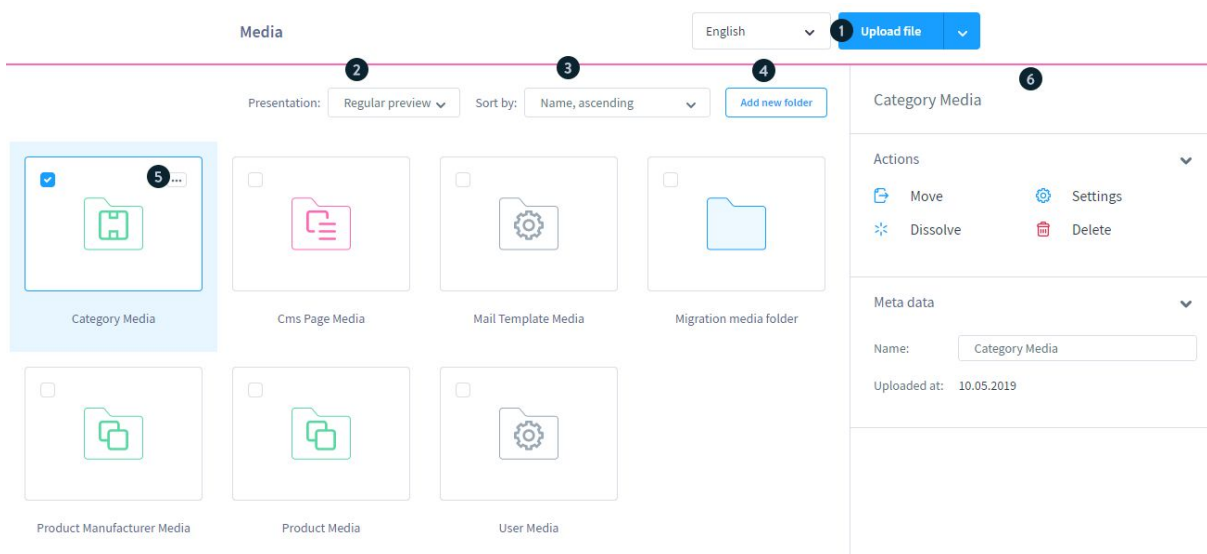 Media
English
1
Upload file
2
3
4
6
Presentation:
Regular preview
Sort by:
Name, ascending
Add new folder
Category Media
Actions
5
...
Move
Settings
Dissolve
Delete
Category Media
Cms Page Media
Mail Template Media
Migration media folder
Meta data
Name:
Category Media
Uploaded at:
10.05.2019
Product Manufacturer Media
Product Media
User Media